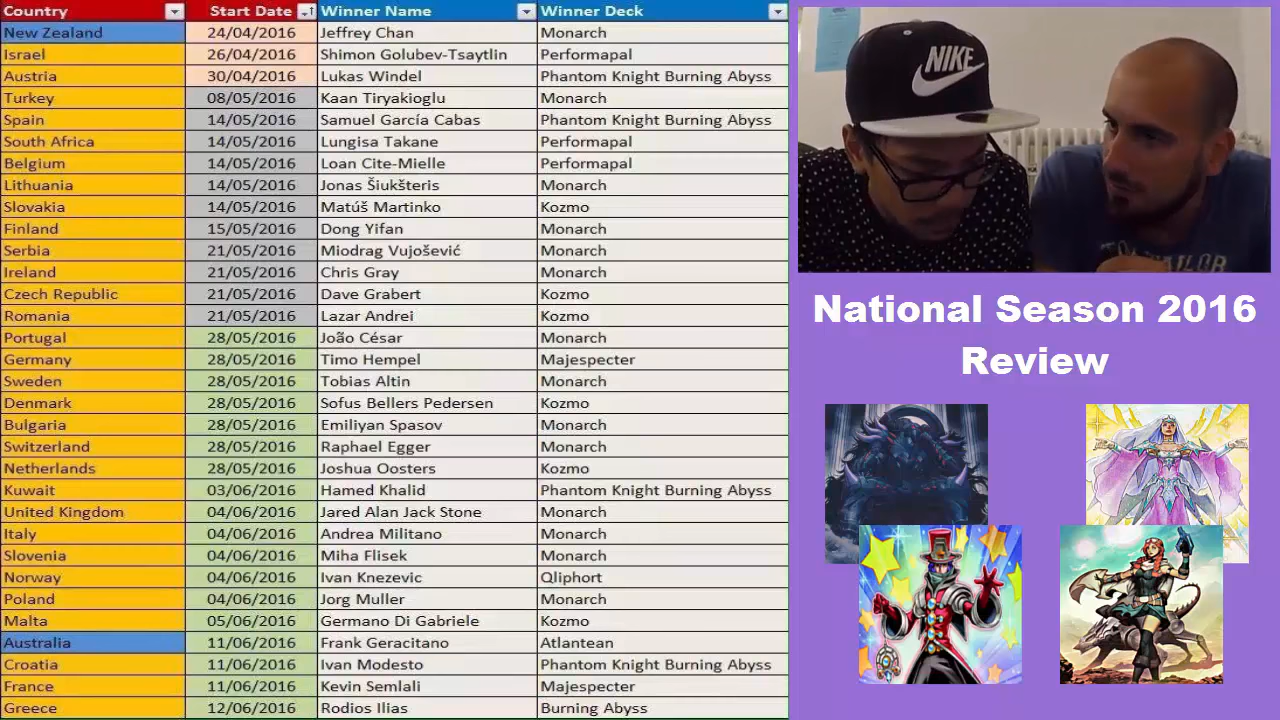 Country Start Date Winner Name Winner Deck
New Zealand 24/04/2016 Jeffrey Chan Monarch
Israel 26/04/2016 Shimon Golubev-Tsaytlin Performapal
Austria 30/04/2016 Lukas Windel Phantom Knight Burning Abyss
Turkey 08/05/2016 Kaan Tiryakioglu Monarch
Spain 14/05/2016 Samuel García Cabas Phantom Knight Burning Abyss
South Africa 14/05/2016 Lungisa Takane Performapal
Belgium 14/05/2016 Loan Cite-Mielle Performapal
Lithuania 14/05/2016 Jonas Šiukšteris Monarch
Slovakia 14/05/2016 Matúš Martinko Kozmo
Finland 15/05/2016 Dong Yifan Monarch
Serbia 21/05/2016 Miodrag Vujošević Monarch
Ireland 21/05/2016 Chris Gray Monarch
Czech Republic 21/05/2016 Dave Grabert Kozmo
Romania 21/05/2016 Lazar Andrei Kozmo
Portugal 28/05/2016 João César Monarch
Germany 28/05/2016 Timo Hempel Majespecter
Sweden 28/05/2016 Tobias Altin Monarch
Denmark 28/05/2016 Sofus Bellers Pedersen Kozmo
Bulgaria 28/05/2016 Emiliyan Spasov Monarch
Switzerland 28/05/2016 Raphael Egger Monarch
Netherlands 28/05/2016 Joshua Oosters Kozmo
Kuwait 03/06/2016 Hamed Khalid Phantom Knight Burning Abyss
United Kingdom 04/06/2016 Jared Alan Jack Stone Monarch
Italy 04/06/2016 Andrea Militano Monarch
Slovenia 04/06/2016 Miha Flisek Monarch
Norway 04/06/2016 Ivan Knezevic Qliphort
Poland 04/06/2016 Jorg Muller Monarch
Malta 05/06/2016 Germano Di Gabriele Kozmo
Australia 11/06/2016 Frank Geracitano Atlantean
Croatia 11/06/2016 Ivan Modesto Phantom Knight Burning Abyss
France 11/06/2016 Kevin Semlali Majespecter
Greece 12/06/2016 Rodios Ilias Burning Abyss
NIKE
National Season 2016
Review